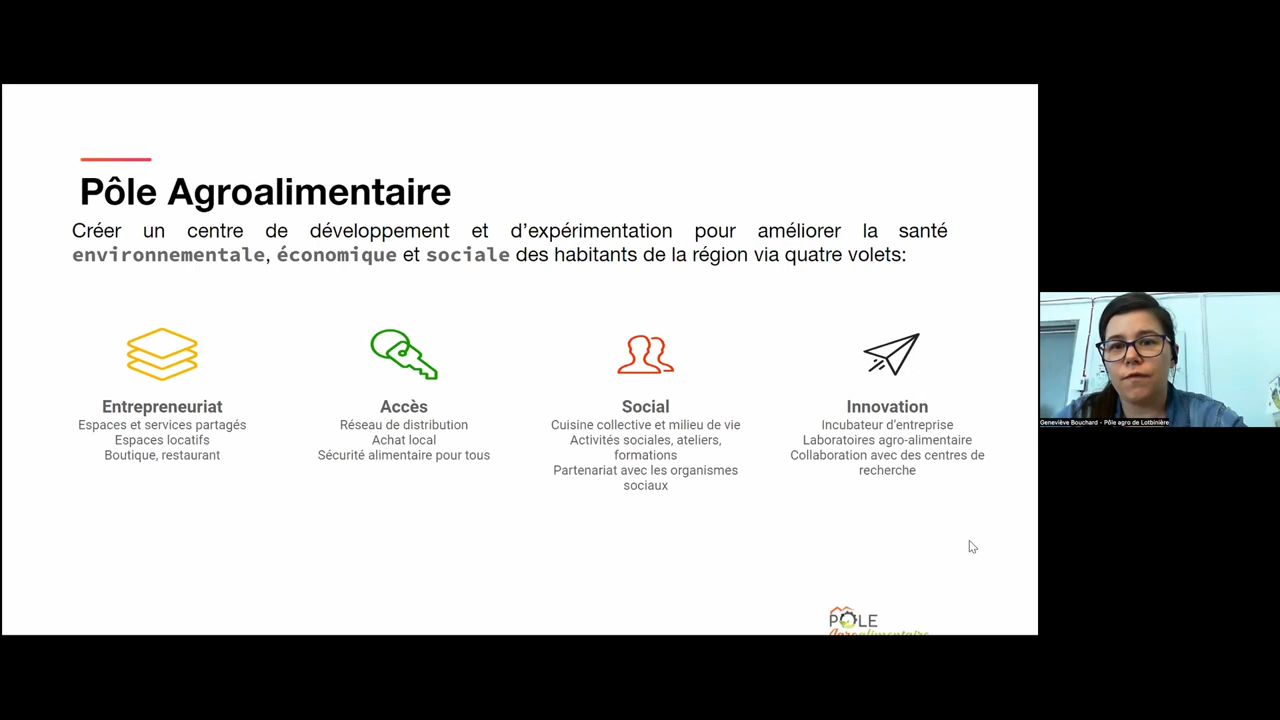 Pôle Agroalimentaire
Créer un centre de développement et d’expérimentation pour améliorer la santé
environnementale, économique et sociale des habitants de la région via quatre volets:
Entrepreneuriat
Espaces et services partagés
Espaces locatifs
Boutique, restaurant
Accès
Réseau de distribution
Achat local
Sécurité alimentaire pour tous
Social
Cuisine collective et milieu de vie
Activités sociales, ateliers,
formations
Partenariat avec les organismes
sociaux
Innovation
Incubateur d’entreprise
Laboratoires agro-alimentaire
Collaboration avec des centres de
recherche
PÔLE
Agroalimentaire
Geneviève Bouchard - Pôle agro de Lotbinière